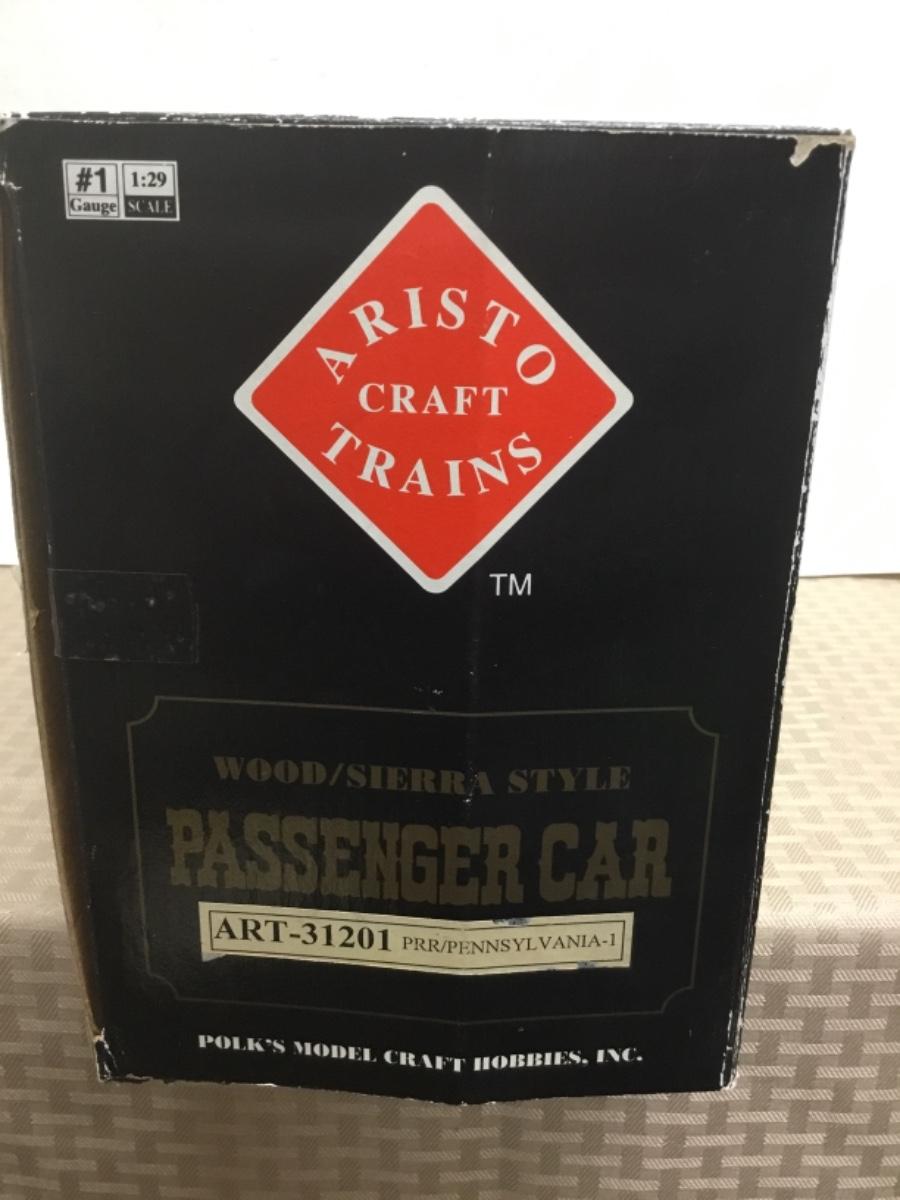 #1 1:29
Gauge SCALE
ARISTO
CRAFT
TRAINS
TM
WOOD/SIERRA STYLE
PASSENGER CAR
ART-31201 PRR/PENNSYLVANIA-1
POLK'S MODEL CRAFT HOBBIES, INC.